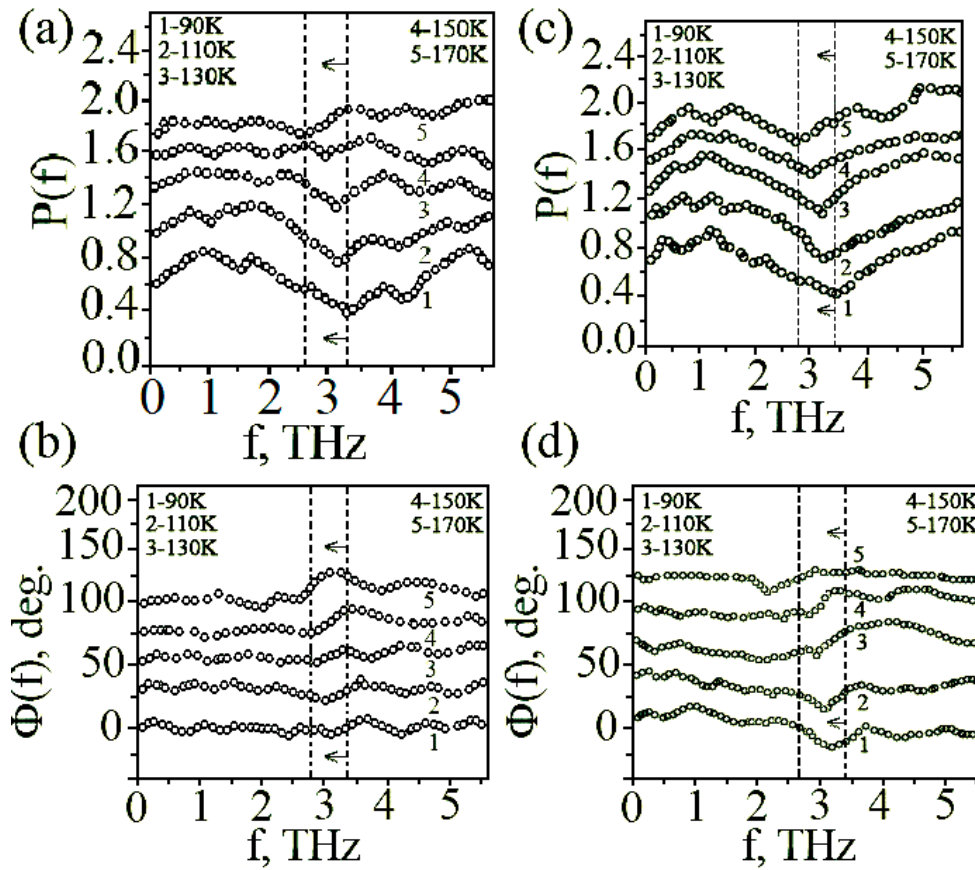 (a)
1-90K
2-110K
3-130K
4-150K
5-170K
2.4
2.0
1.6
1.2
0.8
0.4
0.0
P(f)
5
4
3
2
1
0 1 2 3 4 5
f, THz
(c)
1-90K
2-110K
3-130K
4-150K
5-170K
2.4
2.0
1.6
1.2
0.8
0.4
0.0
P(f)
5
4
3
2
1
0 1 2 3 4 5
f, THz
(b)
1-90K
2-110K
3-130K
4-150K
5-170K
200
150
100
50
0
Φ(f), deg.
5
4
3
2
1
0 1 2 3 4 5
f, THz
(d)
1-90K
2-110K
3-130K
4-150K
5-170K
200
150
100
50
0
Φ(f), deg.
5
4
3
2
1
0 1 2 3 4 5
f, THz